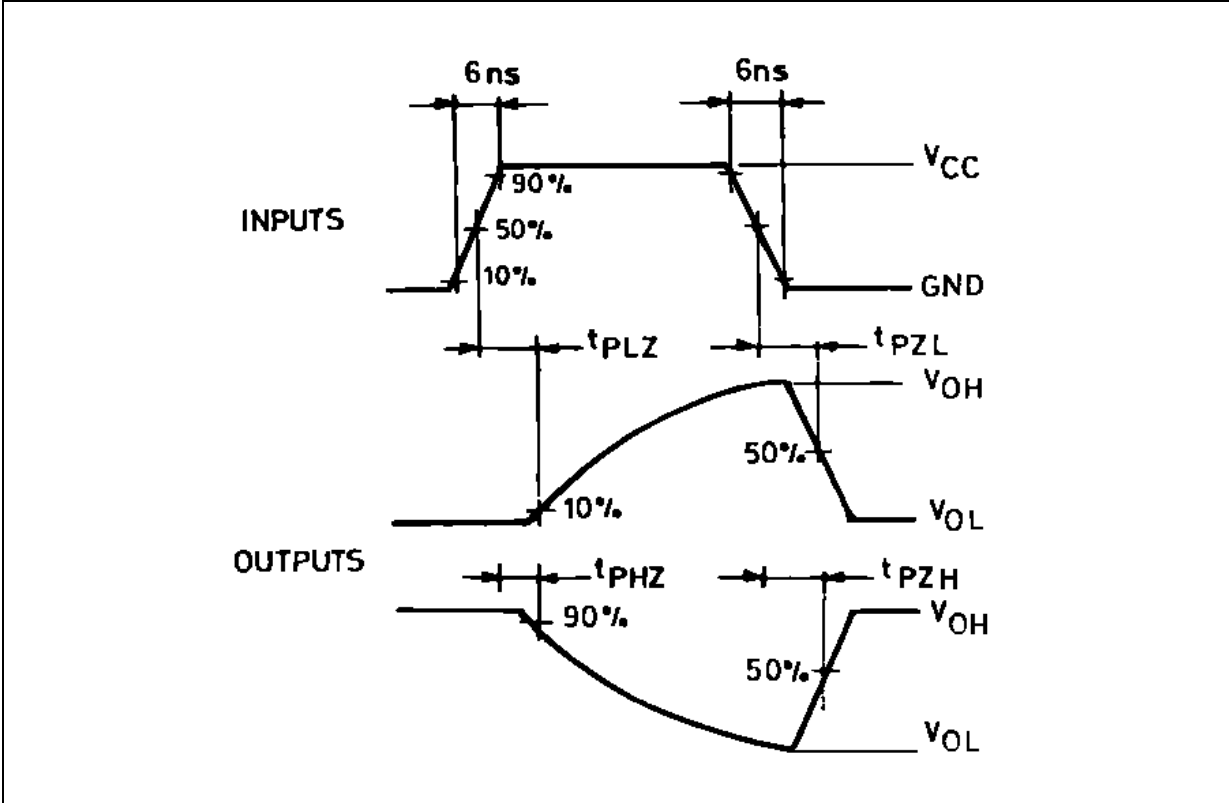 6ns 6ns
VCC
90%
INPUTS
50%
10%
GND
tPLZ tPZL
VOH
50%
10%
VOL
OUTPUTS
tPHZ tPZH
90%
VOH
50%
VOL